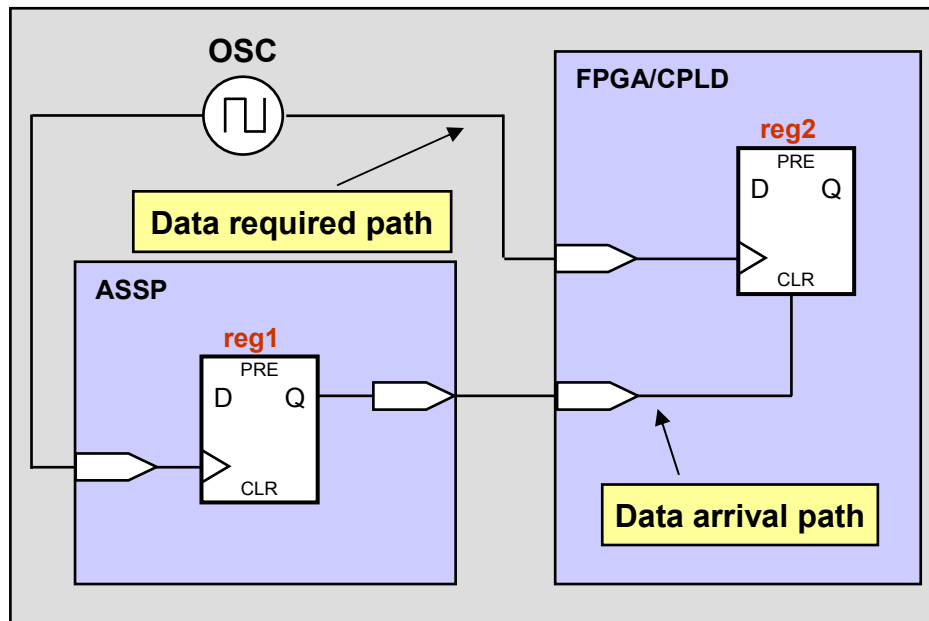 OSC
FPGA/CPLD
reg2
PRE
D Q
CLR
Data required path
ASSP
reg1
PRE
D Q
CLR
Data arrival path